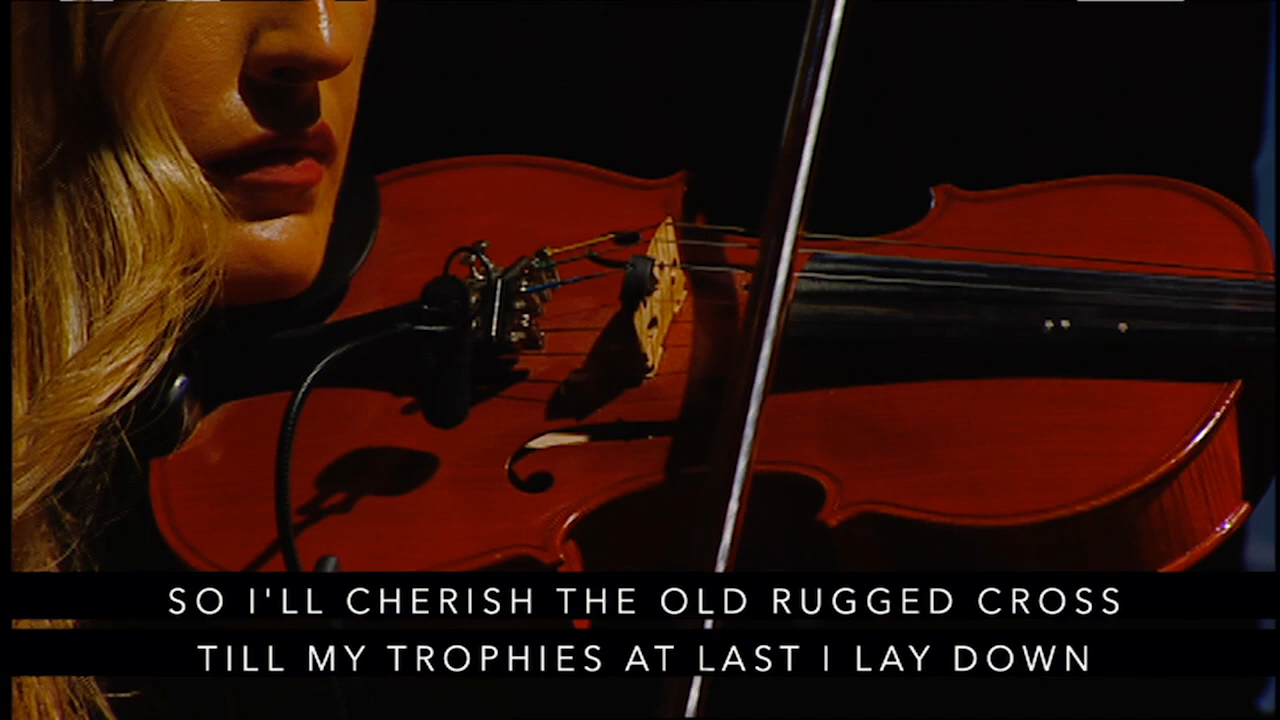 SO I'LL CHERISH THE OLD RUGGED CROSS
TILL MY TROPHIES AT LAST I LAY DOWN